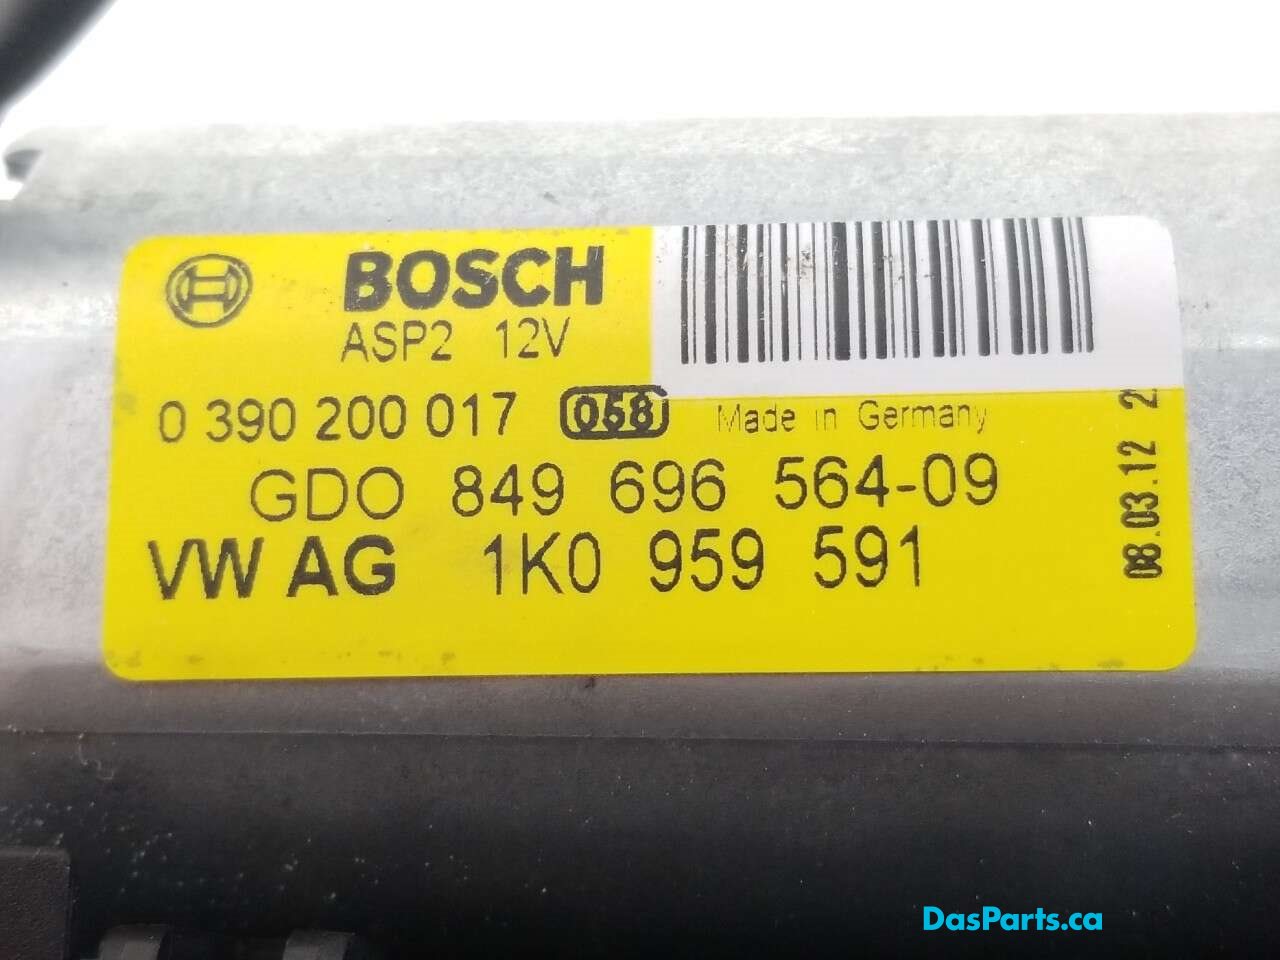 BOSCH
ASP2 12V
0 390 200 017 058 Made in Germany
GDO 849 696 564-09
VW AG 1K0 959 591
08.03.12
DasParts.ca